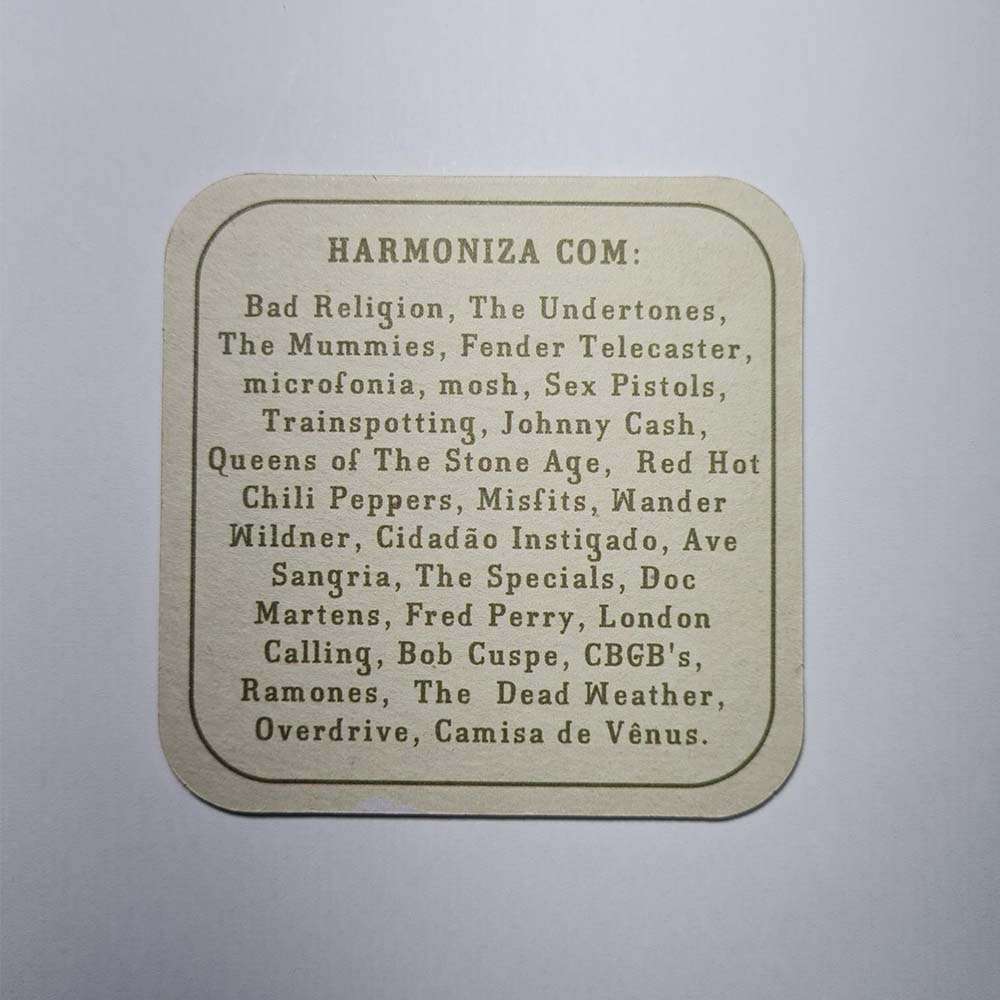 HARMONIZA COM:
Bad Religion, The Undertones,
The Mummies, Fender Telecaster,
microfonia, mosh, Sex Pistols,
Trainspotting, Johnny Cash,
Queens of The Stone Age, Red Hot
Chili Peppers, Misfits, Wander
Wildner, Cidadão Instigado, Ave
Sangria, The Specials, Doc
Martens, Fred Perry, London
Calling, Bob Cuspe, CBGB's,
Ramones, The Dead Weather,
Overdrive, Camisa de Vênus.